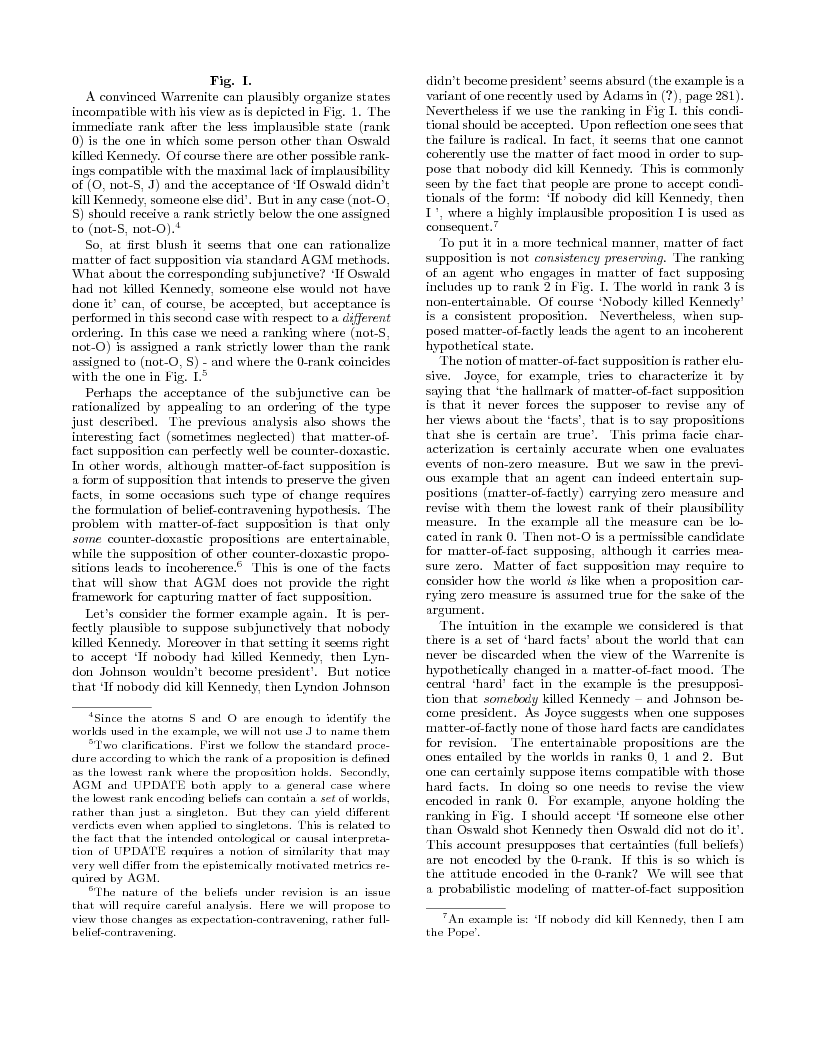 Fig. I.
A convinced Warrenite can plausibly organize states
incompatible with his view as is depicted in Fig. 1. The
immediate rank after the less implausible state (rank
0) is the one in which some person other than Oswald
killed Kennedy. Of course there are other possible rank-
ings compatible with the maximal lack of implausibility
of (O, not-S, J) and the acceptance of 'If Oswald didn't
kill Kennedy, someone else did'. But in any case (not-O,
S) should receive a rank strictly below the one assigned
to (not-S, not-O).4
So, at first blush it seems that one can rationalize
matter of fact supposition via standard AGM methods.
What about the corresponding subjunctive? 'If Oswald
had not killed Kennedy, someone else would not have
done it' can, of course, be accepted, but acceptance is
performed in this second case with respect to a different
ordering. In this case we need a ranking where (not-S,
not-O) is assigned a rank strictly lower than the rank
assigned to (not-O, S) - and where the 0-rank coincides
with the one in Fig. I.5
Perhaps the acceptance of the subjunctive can be
rationalized by appealing to an ordering of the type
just described. The previous analysis also shows the
interesting fact (sometimes neglected) that matter-of-
fact supposition can perfectly well be counter-doxastic.
In other words, although matter-of-fact supposition is
a form of supposition that intends to preserve the given
facts, in some occasions such type of change requires
the formulation of belief-contravening hypothesis. The
problem with matter-of-fact supposition is that only
some counter-doxastic propositions are entertainable,
while the supposition of other counter-doxastic propo-
sitions leads to incoherence.6 This is one of the facts
that will show that AGM does not provide the right
framework for capturing matter of fact supposition.
Let's consider the former example again. It is per-
fectly plausible to suppose subjunctively that nobody
killed Kennedy. Moreover in that setting it seems right
to accept 'If nobody had killed Kennedy, then Lyn-
don Johnson wouldn't become president'. But notice
that 'If nobody did kill Kennedy, then Lyndon Johnson
4Since the atoms S and O are enough to identify the
worlds used in the example, we will not use J to name them
5Two clarifications. First we follow the standard proce-
dure according to which the rank of a proposition is defined
as the lowest rank where the proposition holds. Secondly,
AGM and UPDATE both apply to a general case where
the lowest rank encoding beliefs can contain a set of worlds,
rather than just a singleton. But they can yield different
verdicts even when applied to singletons. This is related to
the fact that the intended ontological or causal interpreta-
tion of UPDATE requires a notion of similarity that may
very well differ from the epistemically motivated metrics re-
quired by AGM.
6The nature of the beliefs under revision is an issue
that will require careful analysis. Here we will propose to
view those changes as expectation-contravening, rather full-
belief-contravening.
didn't become president' seems absurd (the example is a
variant of one recently used by Adams in (?), page 281).
Nevertheless if we use the ranking in Fig I. this condi-
tional should be accepted. Upon reflection one sees that
the failure is radical. In fact, it seems that one cannot
coherently use the matter of fact mood in order to sup-
pose that nobody did kill Kennedy. This is commonly
seen by the fact that people are prone to accept condi-
tionals of the form: 'If nobody did kill Kennedy, then
I ', where a highly implausible proposition I is used as
consequent.7
To put it in a more technical manner, matter of fact
supposition is not consistency preserving. The ranking
of an agent who engages in matter of fact supposing
includes up to rank 2 in Fig. I. The world in rank 3 is
non-entertainable. Of course 'Nobody killed Kennedy'
is a consistent proposition. Nevertheless, when sup-
posed matter-of-factly leads the agent to an incoherent
hypothetical state.
The notion of matter-of-fact supposition is rather elu-
sive. Joyce, for example, tries to characterize it by
saying that 'the hallmark of matter-of-fact supposition
is that it never forces the supposer to revise any of
her views about the 'facts', that is to say propositions
that she is certain are true'. This prima facie char-
acterization is certainly accurate when one evaluates
events of non-zero measure. But we saw in the previ-
ous example that an agent can indeed entertain sup-
positions (matter-of-factly) carrying zero measure and
revise with them the lowest rank of their plausibility
measure. In the example all the measure can be lo-
cated in rank 0. Then not-O is a permissible candidate
for matter-of-fact supposing, although it carries mea-
sure zero. Matter of fact supposition may require to
consider how the world is like when a proposition car-
rying zero measure is assumed true for the sake of the
argument.
The intuition in the example we considered is that
there is a set of 'hard facts' about the world that can
never be discarded when the view of the Warrenite is
hypothetically changed in a matter-of-fact mood. The
central 'hard' fact in the example is the presupposi-
tion that somebody killed Kennedy – and Johnson be-
come president. As Joyce suggests when one supposes
matter-of-factly none of those hard facts are candidates
for revision. The entertainable propositions are the
ones entailed by the worlds in ranks 0, 1 and 2. But
one can certainly suppose items compatible with those
hard facts. In doing so one needs to revise the view
encoded in rank 0. For example, anyone holding the
ranking in Fig. I should accept 'If someone else other
than Oswald shot Kennedy then Oswald did not do it'.
This account presupposes that certainties (full beliefs)
are not encoded by the 0-rank. If this is so which is
the attitude encoded in the 0-rank? We will see that
a probabilistic modeling of matter-of-fact supposition
7An example is: 'If nobody did kill Kennedy, then I am
the Pope'.